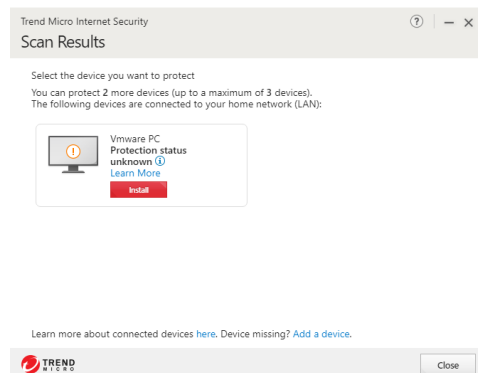 Trend Micro Internet Security
Scan Results
Select the device you want to protect
You can protect 2 more devices (up to a maximum of 3 devices).
The following devices are connected to your home network (LAN):
Vmware PC
Protection status
unknown
Learn More
Install
Learn more about connected devices here. Device missing? Add a device.
TREND
MICRO
Close